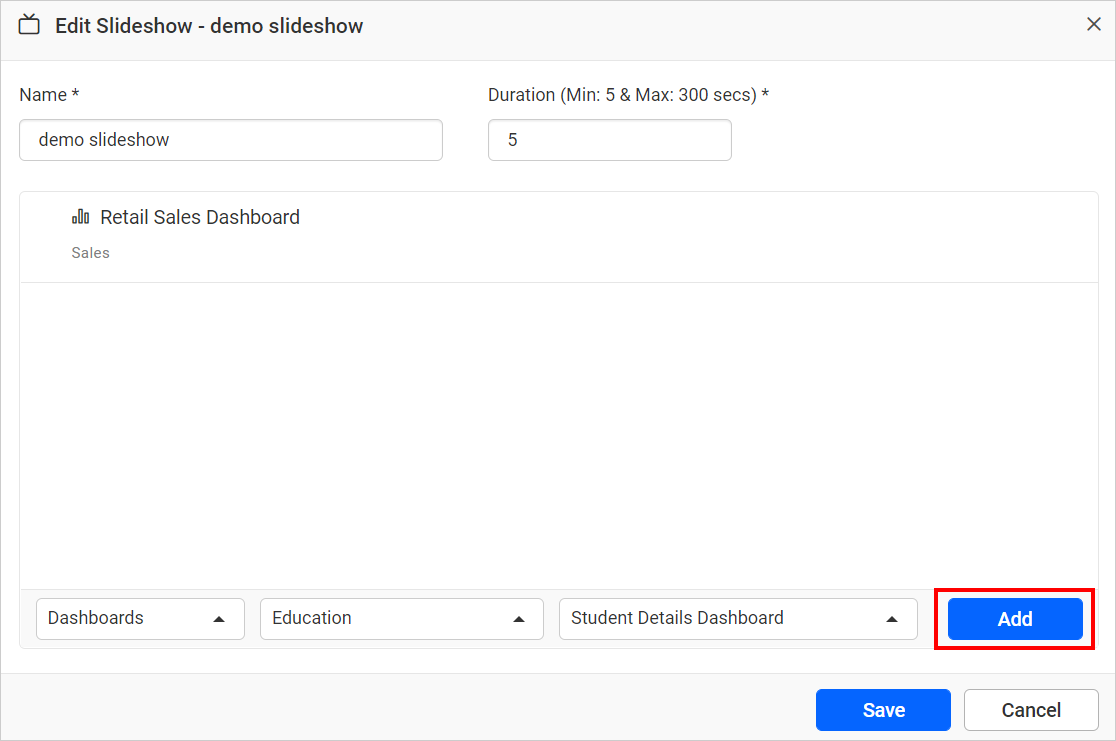 Edit Slideshow - demo slideshow
Name *
Duration (Min: 5 & Max: 300 secs) *
demo slideshow
5
Retail Sales Dashboard
Sales
Dashboards
Education
Student Details Dashboard
Add
Save
Cancel